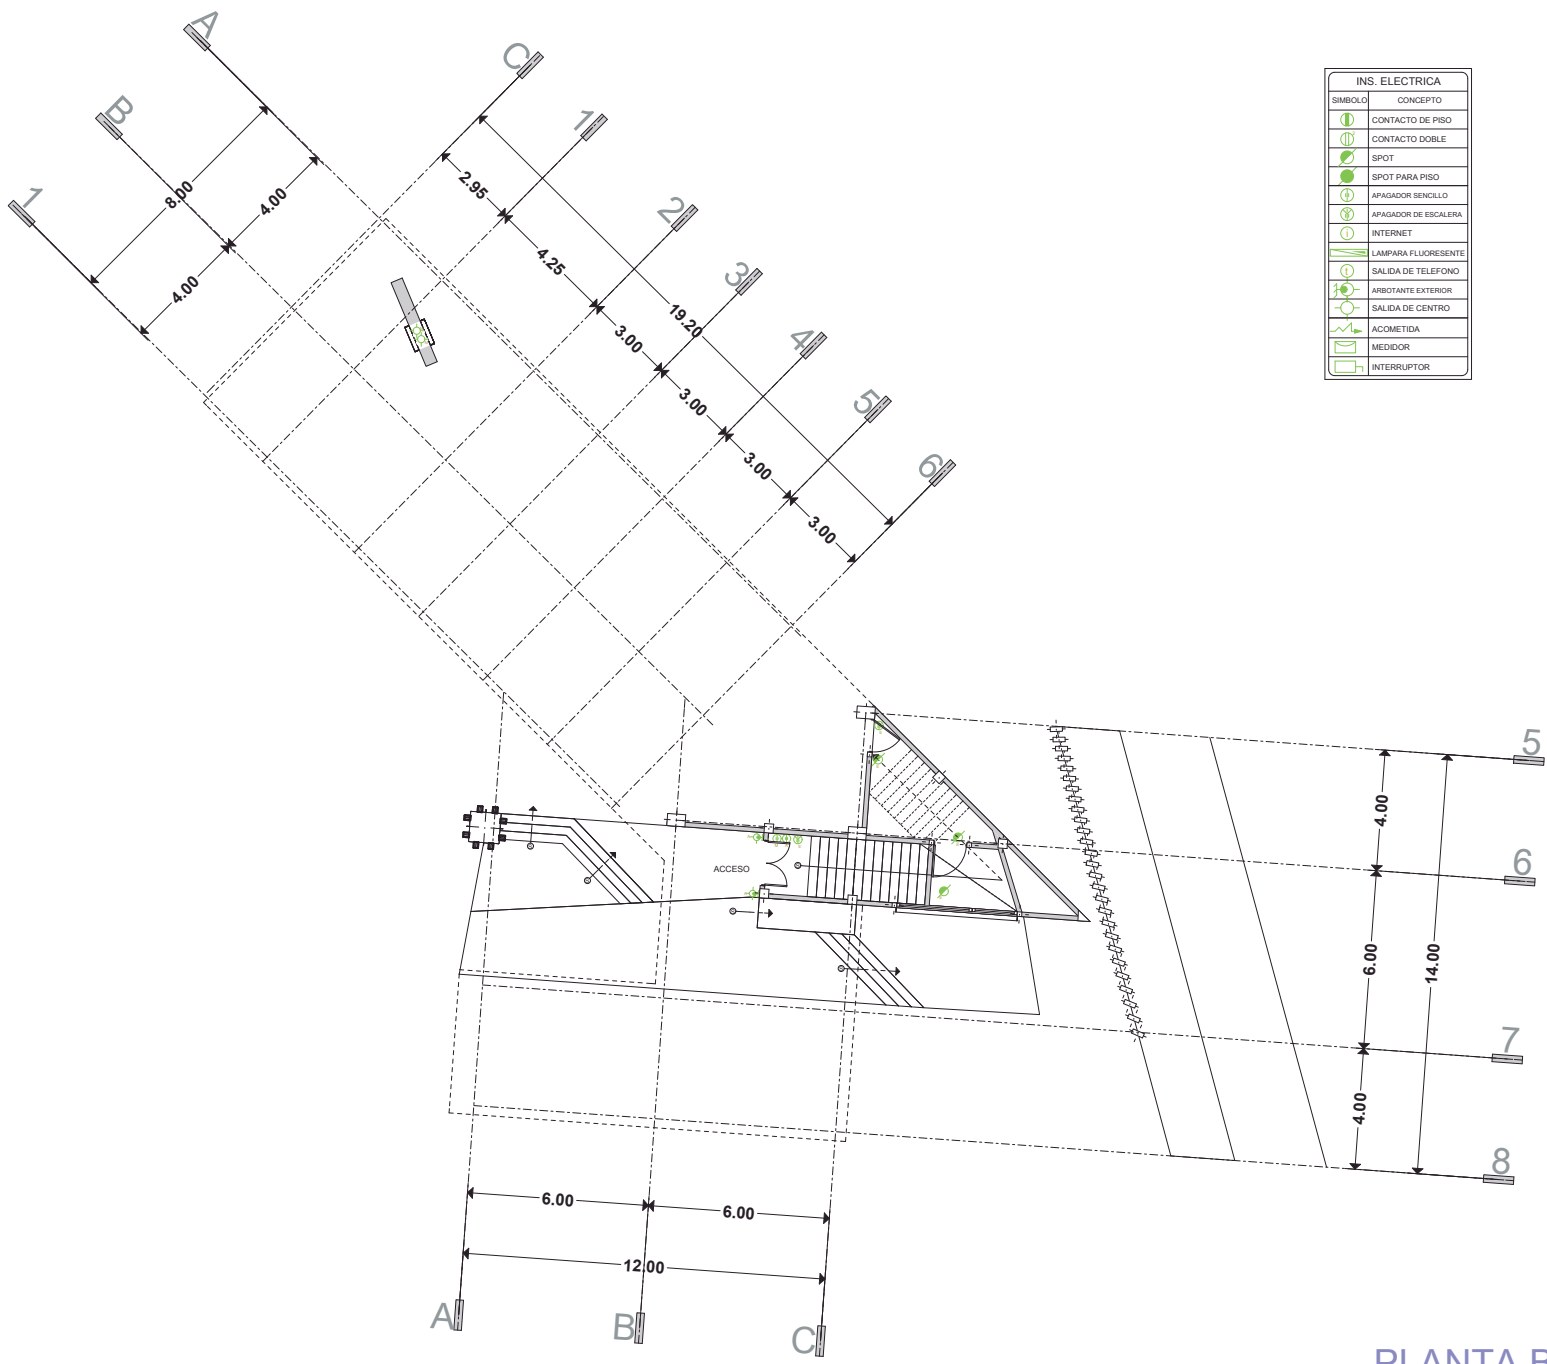 A
C
B
1
1
2
3
4
5
6
8.00
4.00
4.00
2.95
4.25
19.20
3.00
3.00
3.00
3.00
INS. ELECTRICA
SIMBOLO CONCEPTO
CONTACTO DE PISO
CONTACTO DOBLE
SPOT
SPOT PARA PISO
APAGADOR SENCILLO
APAGADOR DE ESCALERA
INTERNET
LAMPARA FLUORESENTE
SALIDA DE TELEFONO
ARBOTANTE EXTERIOR
SALIDA DE CENTRO
ACOMETIDA
MEDIDOR
INTERRUPTOR
ACCESO
5
4.00
6
6.00
14.00
7
4.00
8
6.00
6.00
12.00
A
B
C
PLANTA